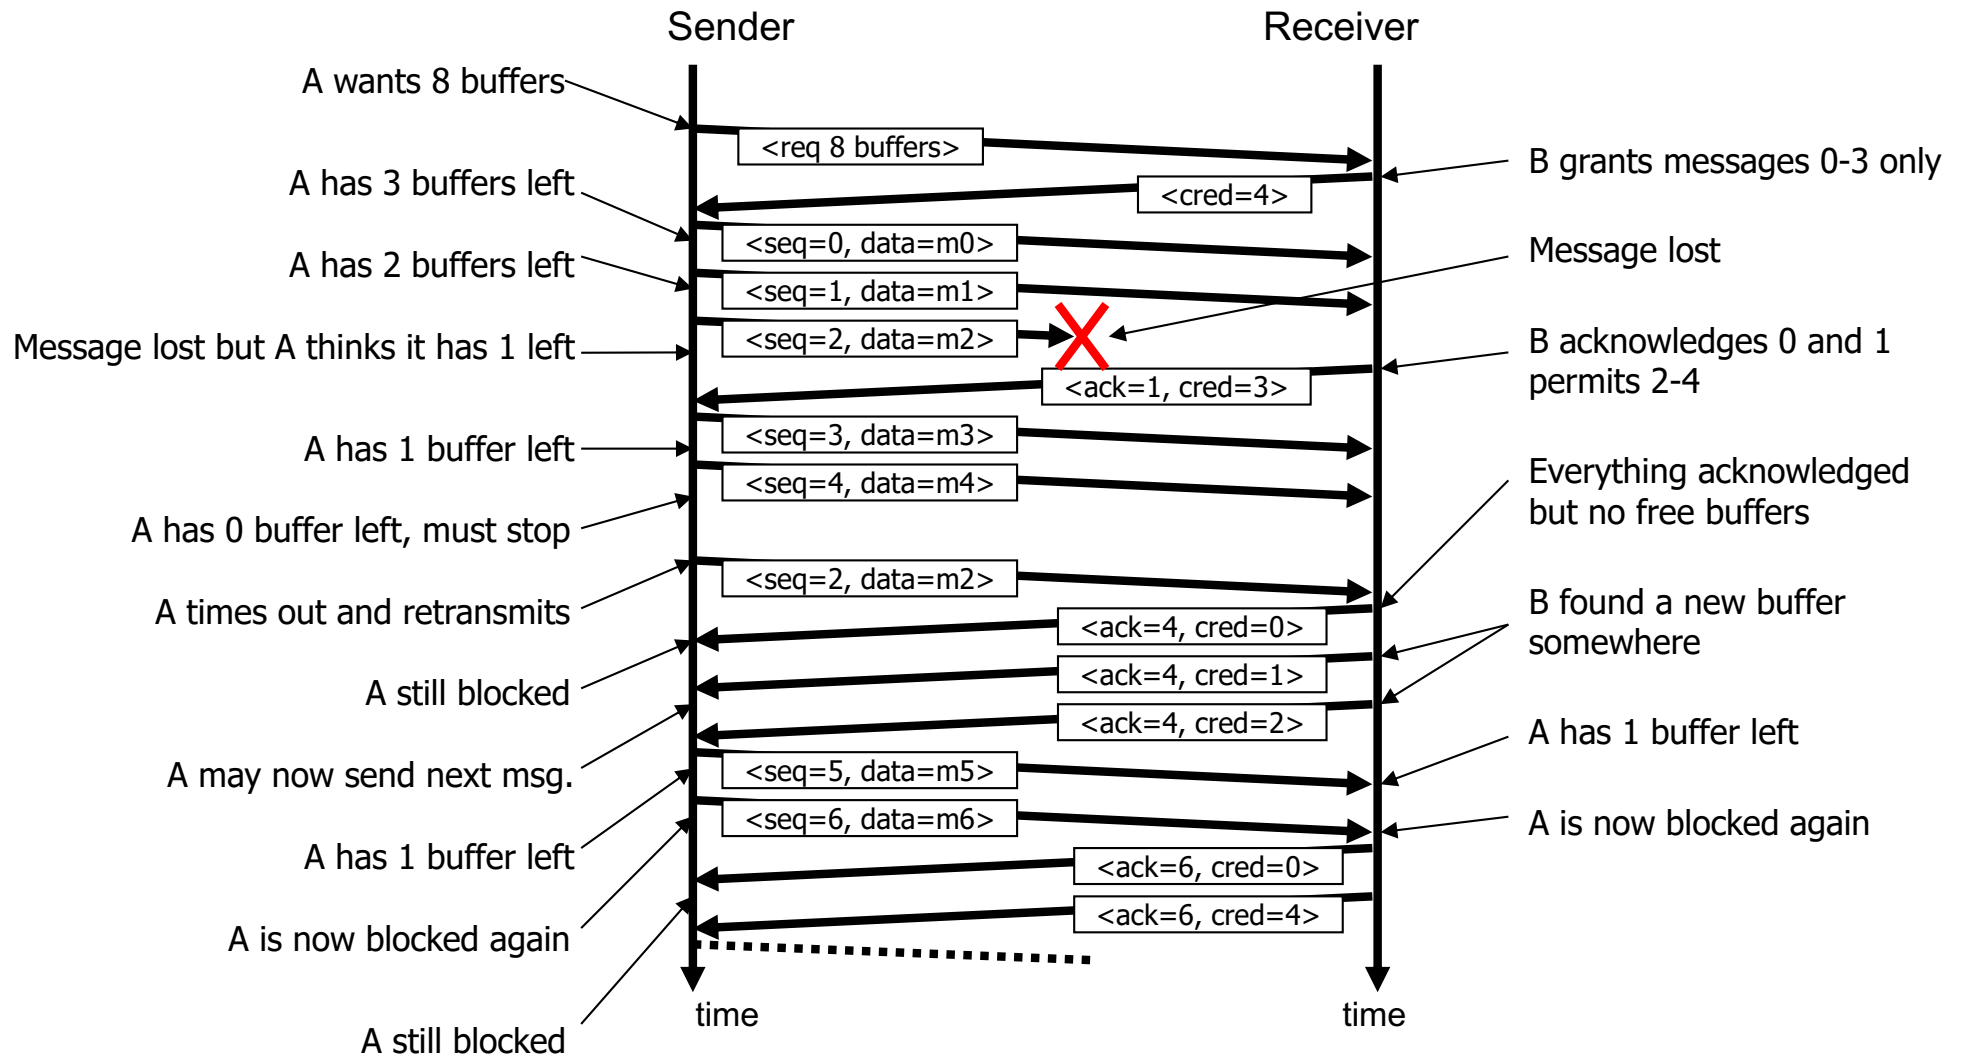 Sender
Receiver
A wants 8 buffers
<req 8 buffers>
B grants messages 0-3 only
A has 3 buffers left
<cred=4>
<seq=0, data=m0>
Message lost
A has 2 buffers left
<seq=1, data=m1>
Message lost but A thinks it has 1 left
<seq=2, data=m2>
B acknowledges 0 and 1
permits 2-4
<ack=1, cred=3>
A has 1 buffer left
<seq=3, data=m3>
Everything acknowledged
but no free buffers
<seq=4, data=m4>
A has 0 buffer left, must stop
<seq=2, data=m2>
A times out and retransmits
B found a new buffer
somewhere
<ack=4, cred=0>
A still blocked
<ack=4, cred=1>
<ack=4, cred=2>
A has 1 buffer left
A may now send next msg.
<seq=5, data=m5>
<seq=6, data=m6>
A is now blocked again
A has 1 buffer left
<ack=6, cred=0>
<ack=6, cred=4>
A is now blocked again
time
time
A still blocked